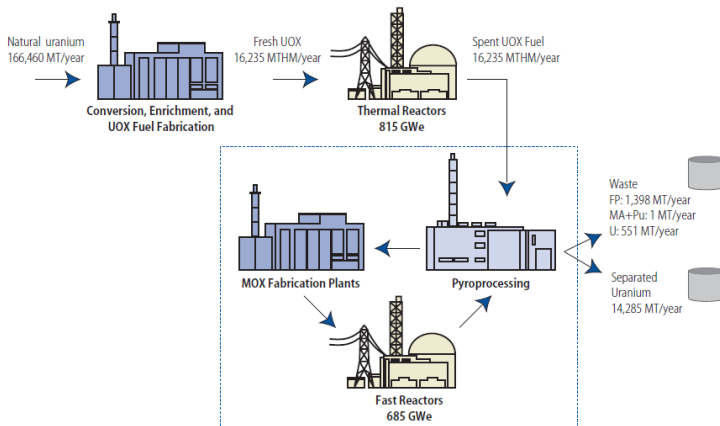 Natural uranium
166,460 MT/year
Fresh UOX
16,235 MTHM/year
Spent UOX Fuel
16,235 MTHM/year
Conversion, Enrichment, and
UOX Fuel Fabrication
Thermal Reactors
815 GWe
Waste
FP: 1,398 MT/year
MA+Pu: 1 MT/year
U: 551 MT/year
MOX Fabrication Plants
Pyroprocessing
Separated
Uranium
14,285 MT/year
Fast Reactors
685 GWe